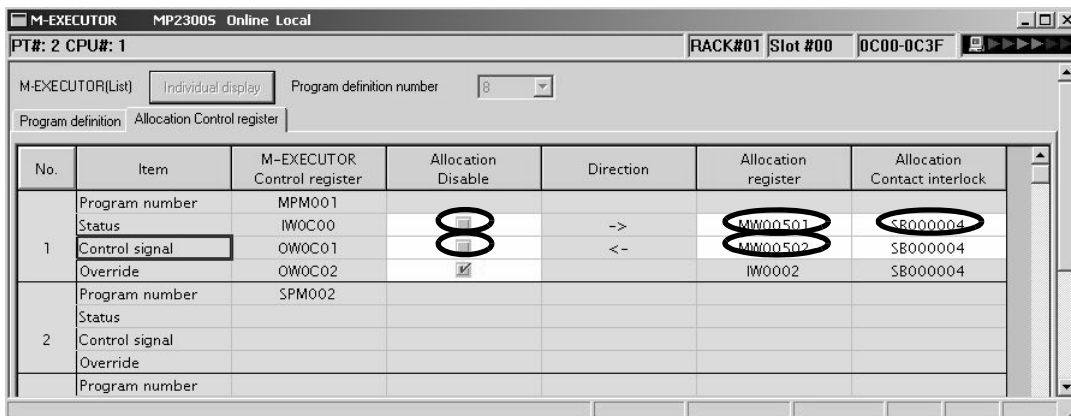 M-EXECUTOR MP2300S Online Local
PT#: 2 CPU#: 1 RACK#01 Slot #00 0C00-0C3F
M-EXECUTOR(List) Individual display Program definition number 8
Program definition Allocation Control register
No. Item M-EXECUTOR Control register Allocation Disable Direction Allocation register Allocation Contact interlock
Program number MPM001
Status IW0C00 -> MW00501 SB000004
1 Control signal OW0C01 <- MW00502 SB000004
Override OW0C02 IW0002 SB000004
Program number SPM002
Status
2 Control signal
Override
Program number